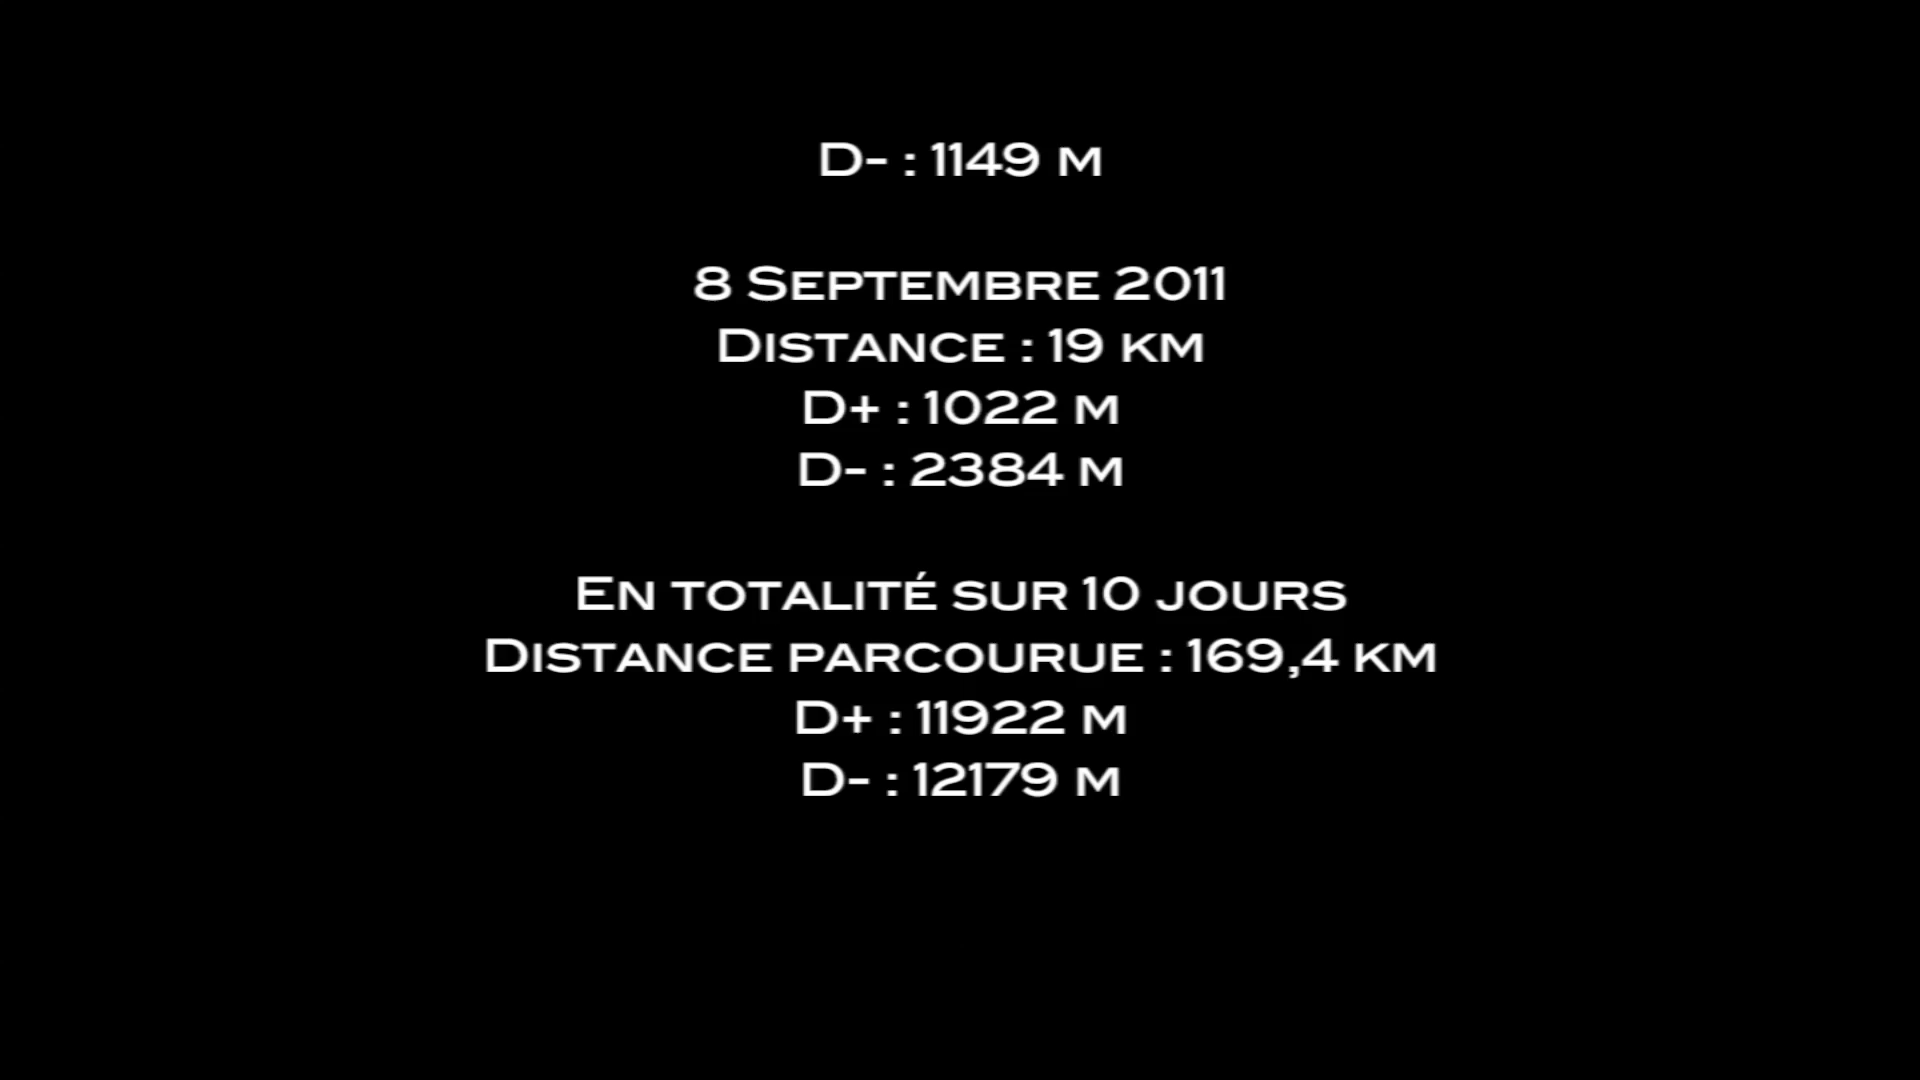 D- : 1149 m
8 Septembre 2011
Distance : 19 km
D+ : 1022 m
D- : 2384 m
En totalité sur 10 jours
Distance parcourue : 169,4 km
D+ : 11922 m
D- : 12179 m